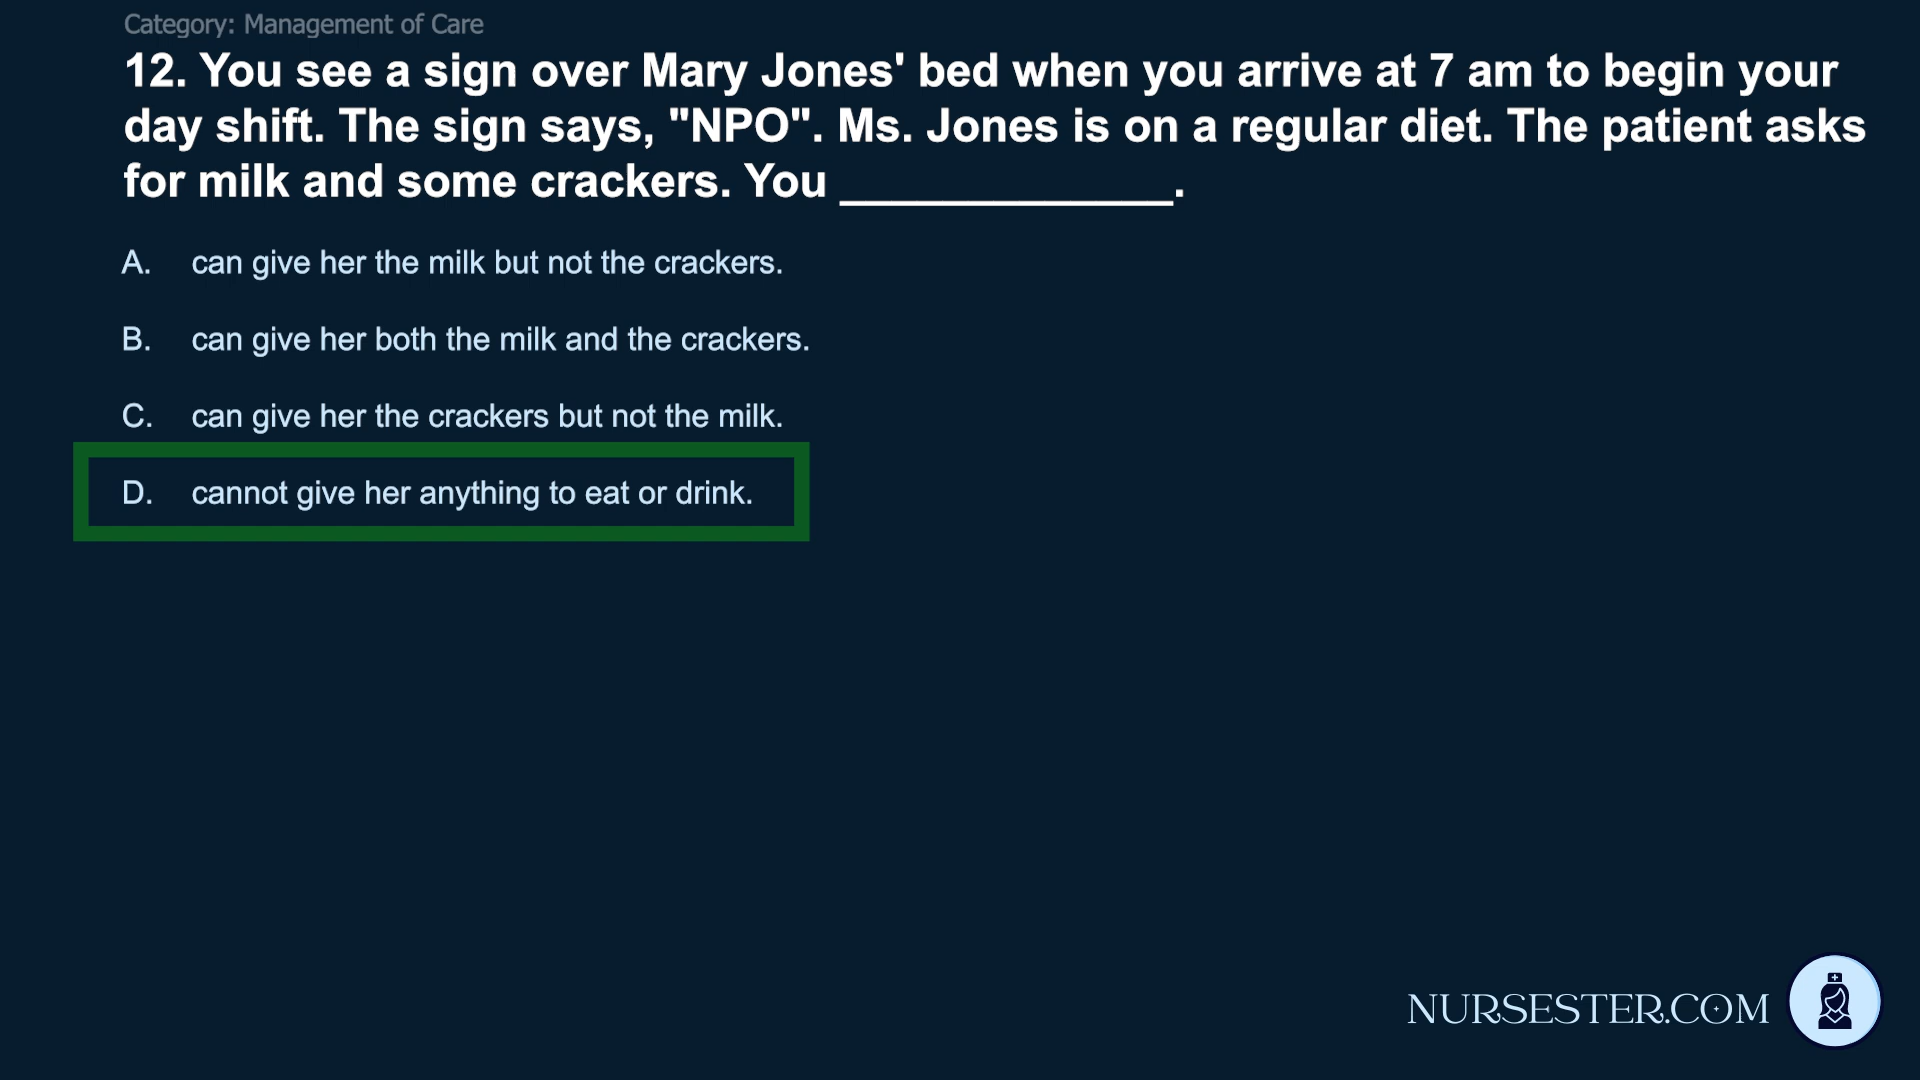 Category: Management of Care
12. You see a sign over Mary Jones' bed when you arrive at 7 am to begin your
day shift. The sign says, "NPO". Ms. Jones is on a regular diet. The patient asks
for milk and some crackers. You _____________.
A. can give her the milk but not the crackers.
B. can give her both the milk and the crackers.
C. can give her the crackers but not the milk.
D. cannot give her anything to eat or drink.
NURSESTER.COM